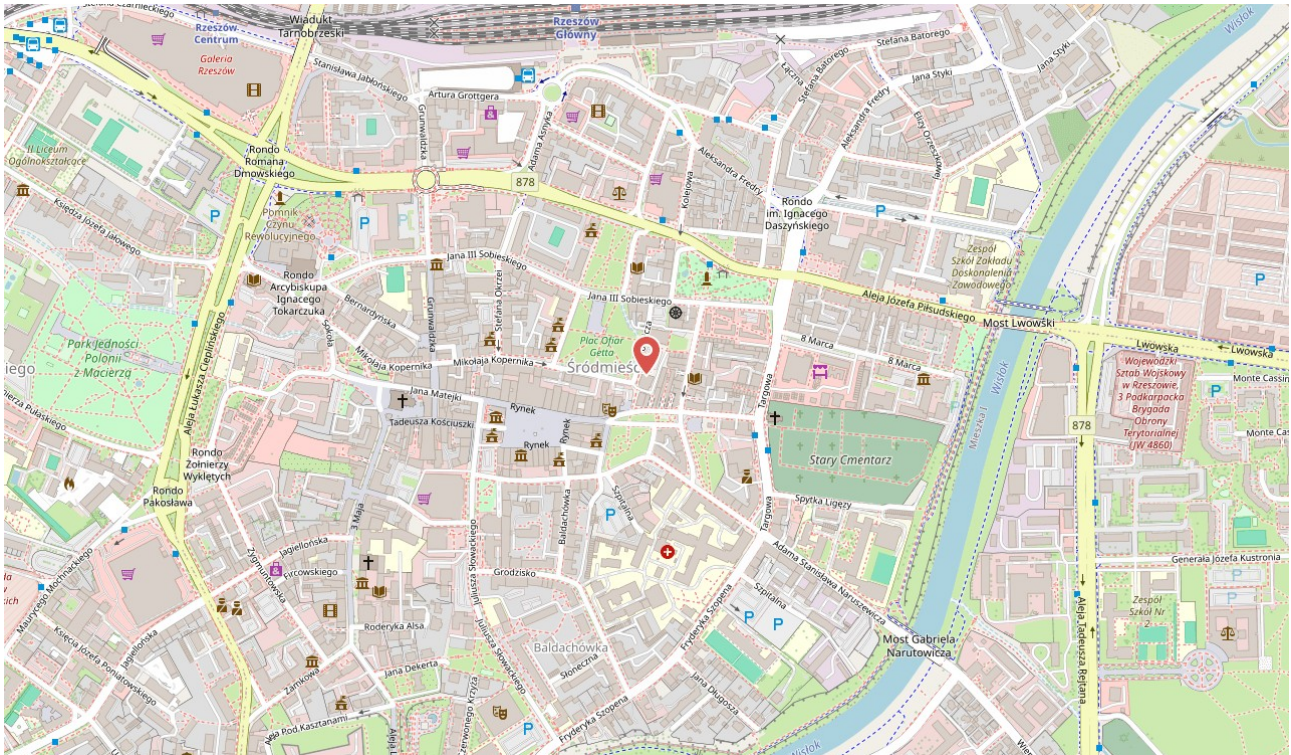 Stefana Czarnieckiego
Wiadukt
Tarnobrzeski
Rzeszów
Centrum
Rzeszów
Główny
Galeria
Rzeszów
Stanisława Jabłońskiego
Artura Grottgera
Grunwaldzka
Adama Asnyka
Łączna
Stefana Batorego
Stefana Batorego
Jana Styki
Jana Styki
Wisłok
Aleksandra Fredry
Elizy Orzeszkowej
Aleksandra Fredry
Kolejowa
II Liceum
Ogólnokształcące
Rondo
Romana
Dmowskiego
878
P
P
P
P
Pomnik
Czynu
Rewolucyjnego
Księdza Józefa Jałowego
Rondo
im. Ignacego
Daszyńskiego
Zespół
Szkół Zakładu
Doskonalenia
Zawodowego
Rondo
Arcybiskupa
Ignacego
Tokarczuka
Jana III Sobieskiego
Jana III Sobieskiego
Stefana Okrzei
Grunwaldzka
Bernardyńska
Sokoła
Aleja Józefa Piłsudskiego
Most Lwowski
Lwowska
Lwowska
Park Jedności
Polonii
z Macierzą
Aleja Łukasza Cieplińskiego
Mikołaja Kopernika
Mikołaja Kopernika
Plac Ofiar
Getta
Śródmieście
8 Marca
8 Marca
Targowa
Wisłok
Mieszka I
Wojewódzki
Sztab Wojskowy
w Rzeszowie,
3 Podkarpacka
Brygada
Obrony
Terytorialnej
(JW 4860)
P
Monte Cassino
Monte Cassino
878
Jana Matejki
Tadeusza Kościuszki
Rynek
Rynek
Rynek
Stary Cmentarz
Rondo
Żołnierzy
Wyklętych
Rondo
Pakosława
3 Maja
Szpitalna
P
Baldachówka
Targowa
Spytka Ligęzy
Jagiellońska
Zygmuntowska
Fircowskiego
Juliusza Słowackiego
Grodzisko
Adama Stanisława Naruszewicza
Szpitalna
P
P
Generała Józefa Kustronia
P
P
Maurycego Mochnackiego
Księcia Józefa Poniatowskiego
Jagiellońska
Roderyka Alsa
Jana Dekerta
Zamkowa
Aleja Pod Kasztanami
Juliusza Słowackiego
Baldachówka
Słoneczna
Fryderyka Szopena
Fryderyka Szopena
Jana Długosza
P
Most Gabriela
Narutowicza
Aleja Tadeusza Rejtana
Zespół
Szkół Nr
2
Wisłok